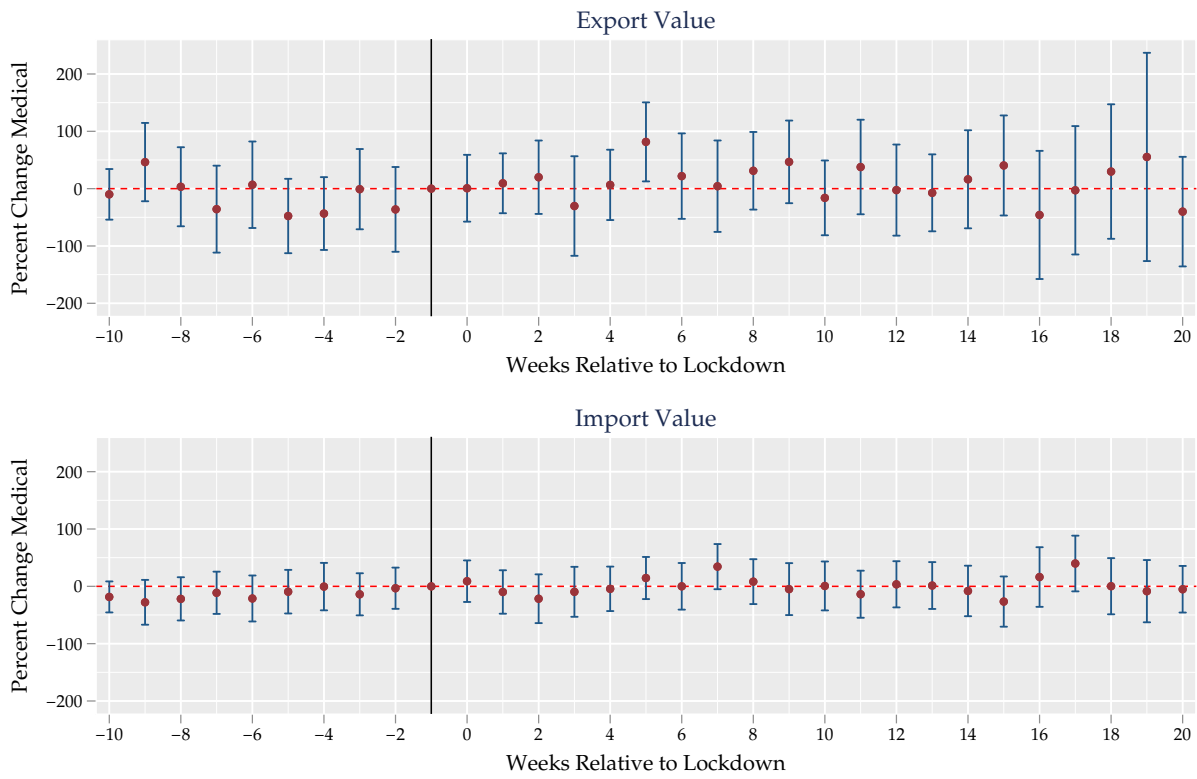 Export Value
Percent Change Medical
200
100
0
−100
−200
−10 −8 −6 −4 −2 0 2 4 6 8 10 12 14 16 18 20
Weeks Relative to Lockdown
Import Value
Percent Change Medical
200
100
0
−100
−200
−10 −8 −6 −4 −2 0 2 4 6 8 10 12 14 16 18 20
Weeks Relative to Lockdown